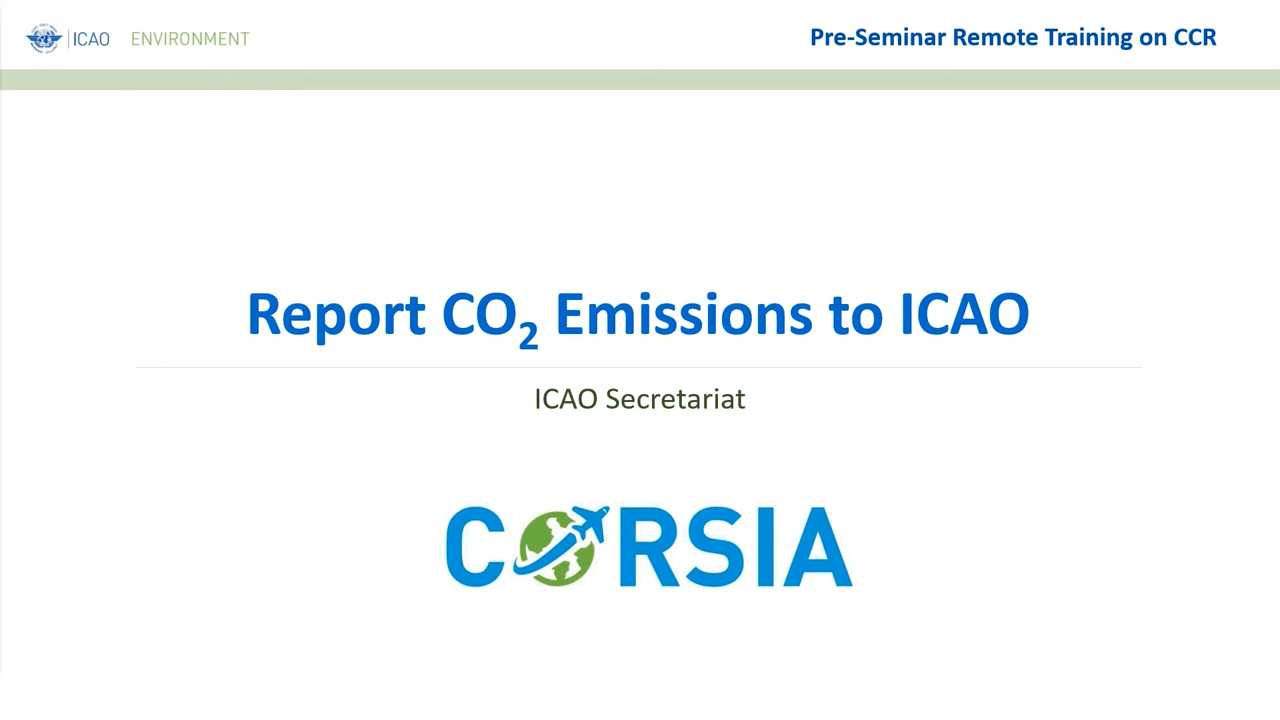 ICAO ENVIRONMENT
Pre-Seminar Remote Training on CCR
Report CO₂ Emissions to ICAO
ICAO Secretariat
CORSIA